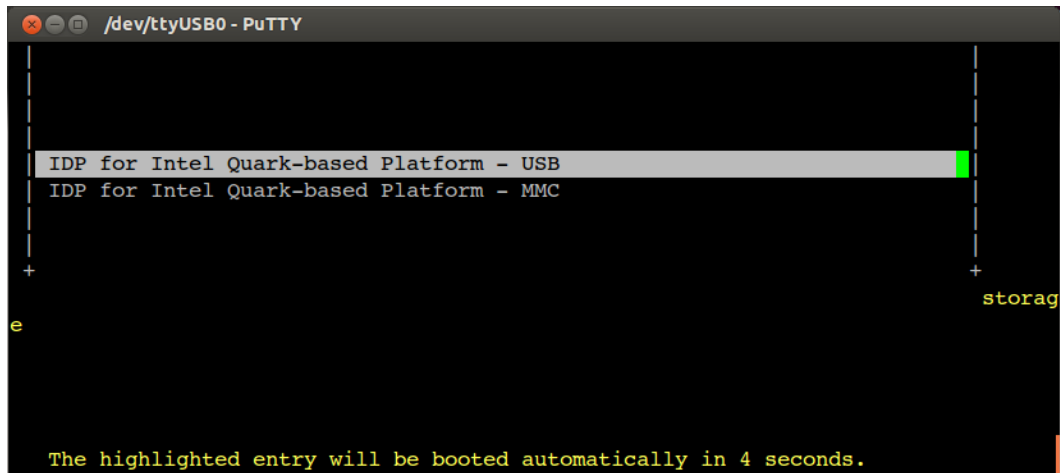 /dev/ttyUSB0 - PuTTY
IDP for Intel Quark-based Platform - USB
IDP for Intel Quark-based Platform - MMC
storag
e
The highlighted entry will be booted automatically in 4 seconds.